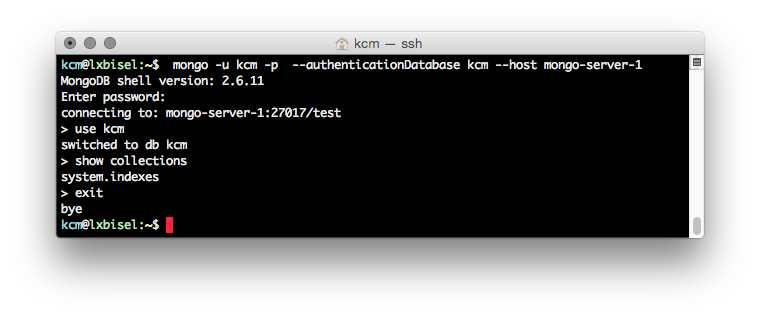 kcm — ssh
kcm@lxbisel:~$  mongo -u kcm -p  --authenticationDatabase kcm --host mongo-server-1
MongoDB shell version: 2.6.11
Enter password:
connecting to: mongo-server-1:27017/test
> use kcm
switched to db kcm
> show collections
system.indexes
> exit
bye
kcm@lxbisel:~$